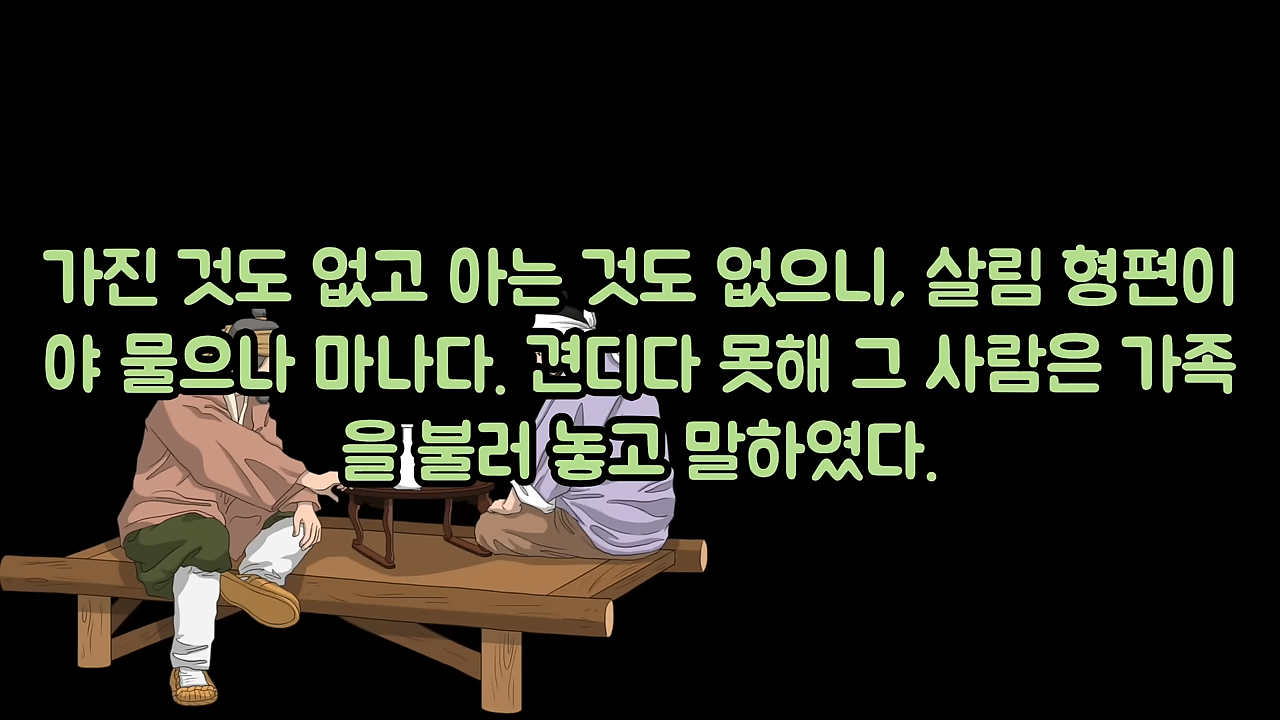 가진 것도 없고 아는 것도 없으니, 살림 형편이
야 물으나 마나다. 견디다 못해 그 사람은 가족
을 불러 놓고 말하였다.